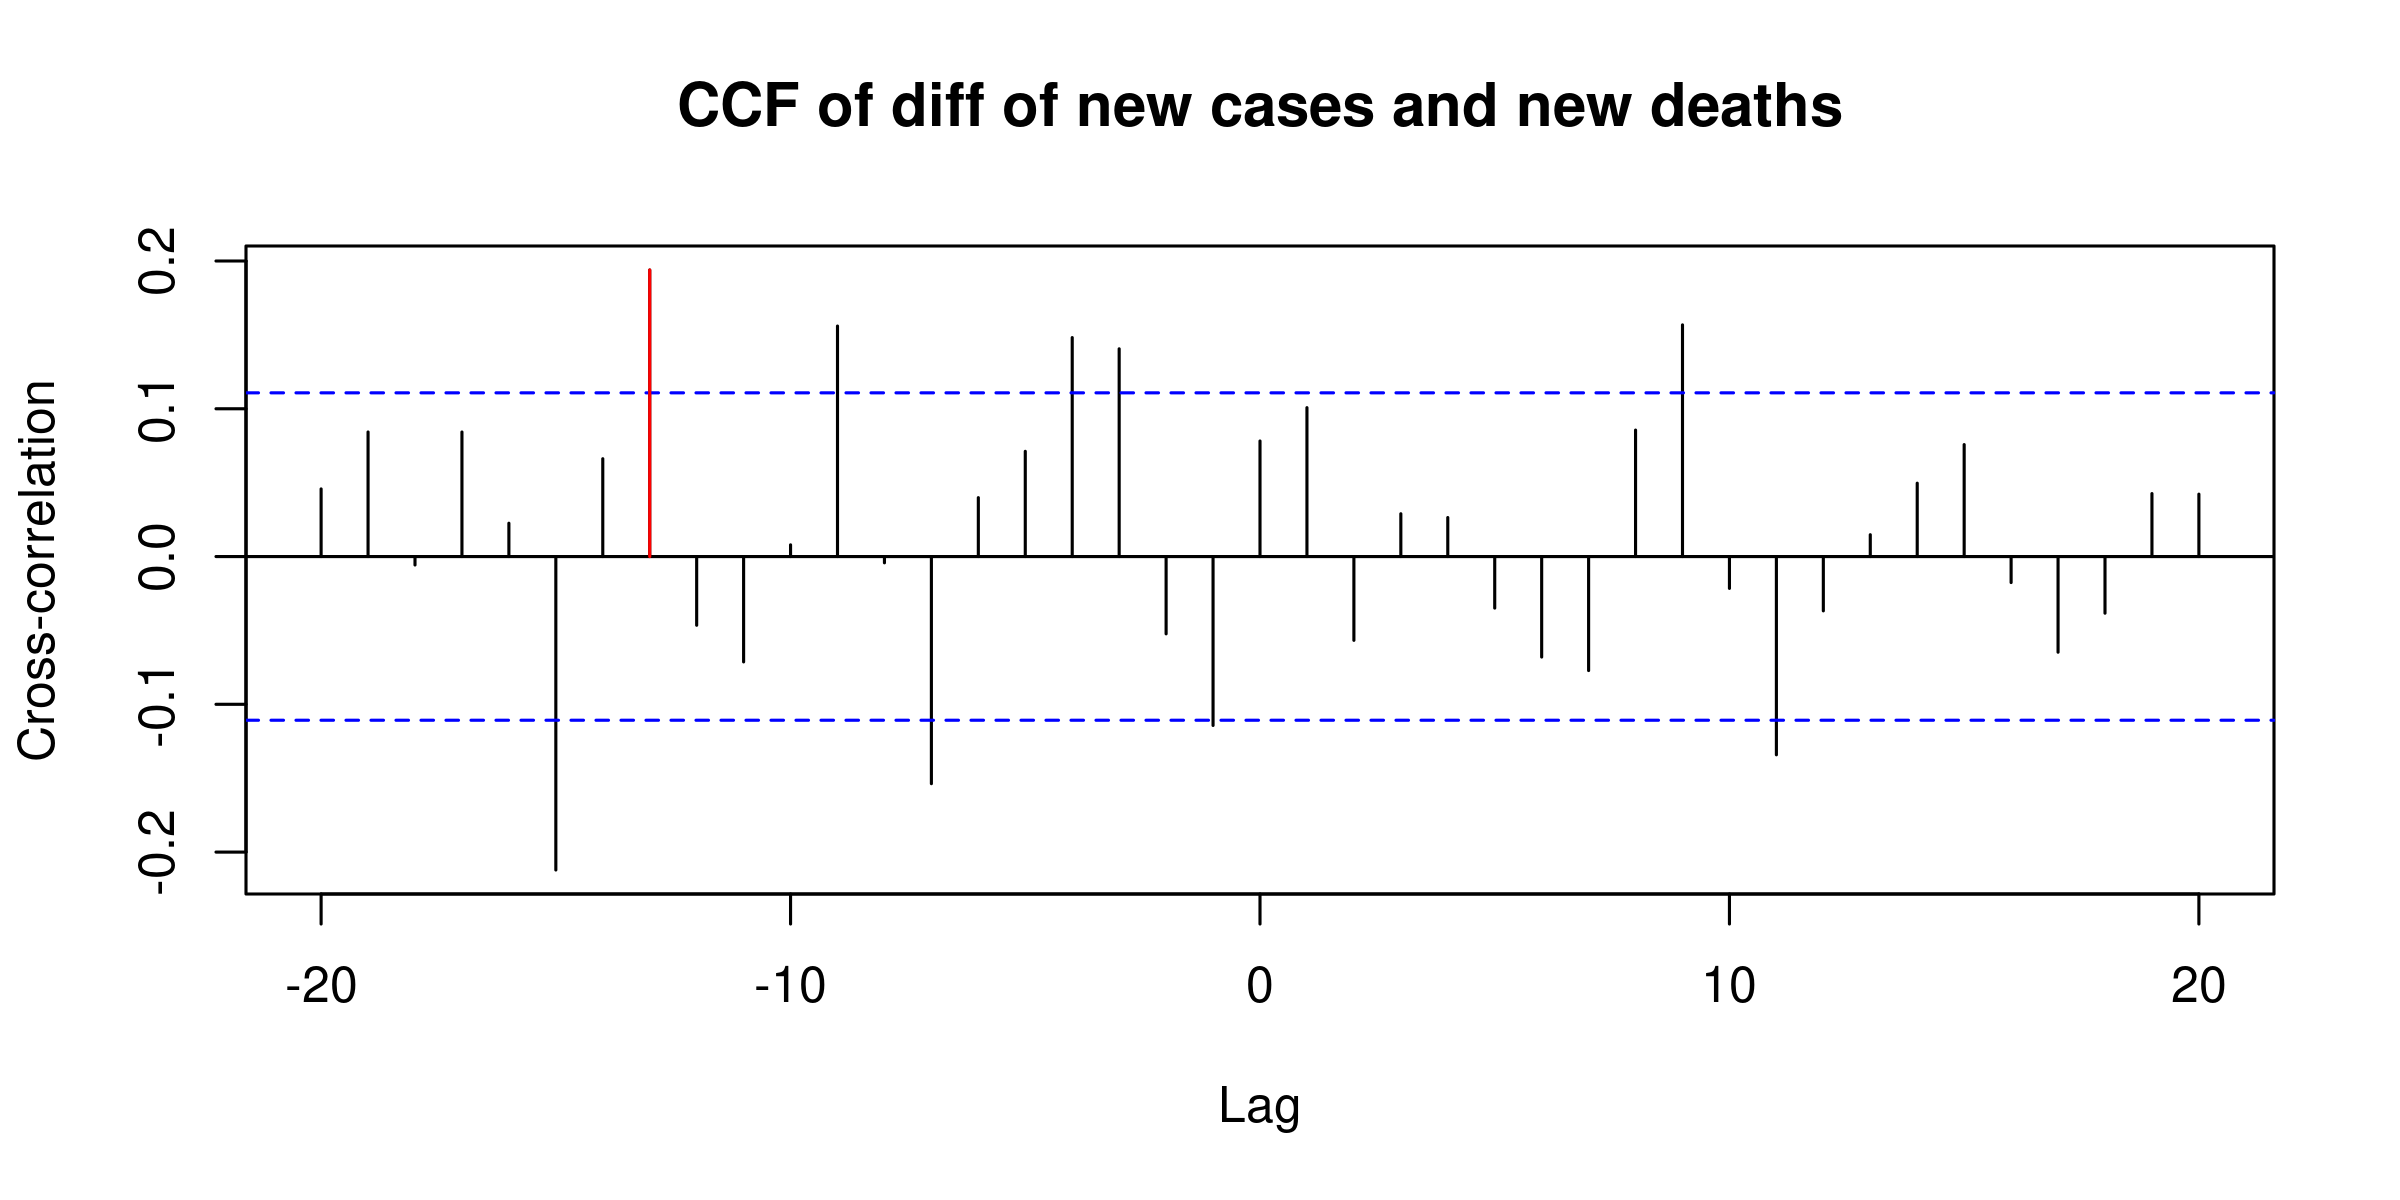 CCF of diff of new cases and new deaths
0.2
0.1
0.0
-0.1
-0.2
Cross-correlation
-20 -10 0 10 20
Lag